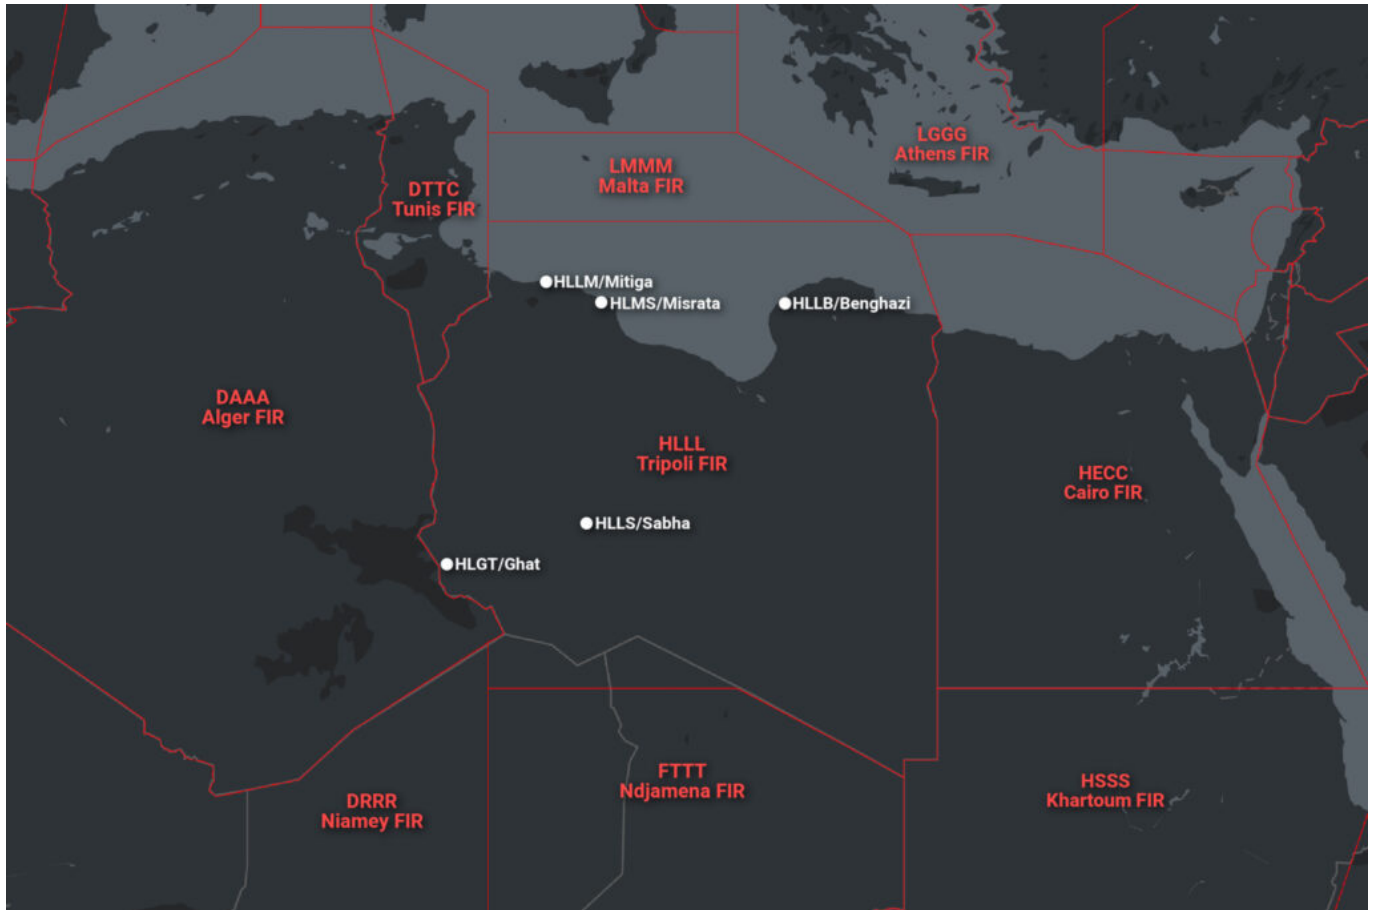 LGGG
Athens FIR
LMMM
Malta FIR
DTTC
Tunis FIR
HLLM/Mitiga
HLMS/Misrata
HLLB/Benghazi
DAAA
Alger FIR
HLLL
Tripoli FIR
HECC
Cairo FIR
HLLS/Sabha
HLGT/Ghat
FTTT
Ndjamena FIR
HSSS
Khartoum FIR
DRRR
Niamey FIR